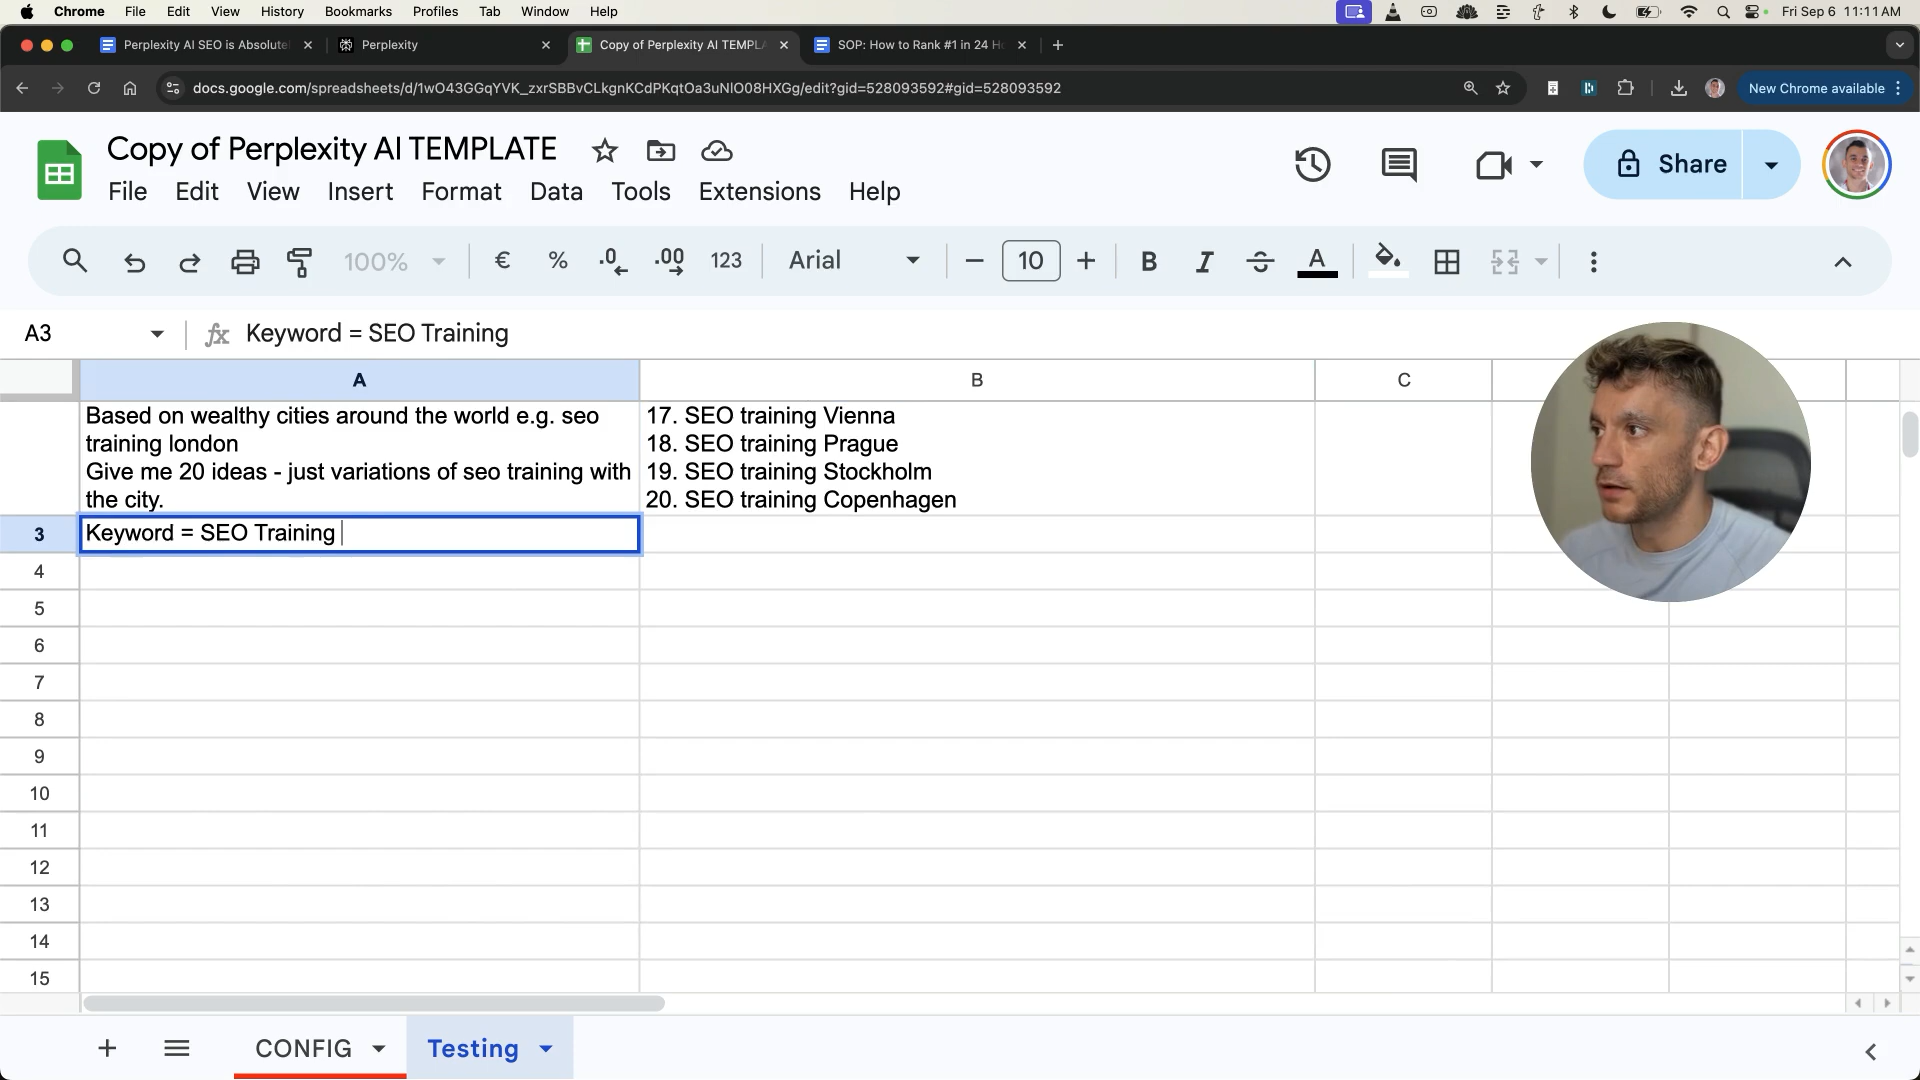 Chrome File Edit View History Bookmarks Profiles Tab Window Help Fri Sep 6 11:11 AM
Perplexity AI SEO is Absolute Perplexity Copy of Perplexity AI TEMPLA SOP: How to Rank #1 in 24 Ho
docs.google.com/spreadsheets/d/1wO43GGqYVK_zxrSBBvCLkgnKCdPKqtOa3uNlO08HXGg/edit?gid=528093592#gid=528093592 New Chrome available
Copy of Perplexity AI TEMPLATE
File Edit View Insert Format Data Tools Extensions Help
Share
100% € % .0 .00 123 Arial 10 B I A
A3 fx Keyword = SEO Training
A B C
Based on wealthy cities around the world e.g. seo
training london
Give me 20 ideas - just variations of seo training with
the city.
17. SEO training Vienna
18. SEO training Prague
19. SEO training Stockholm
20. SEO training Copenhagen
3 Keyword = SEO Training
4
5
6
7
8
9
10
11
12
13
14
15
CONFIG Testing